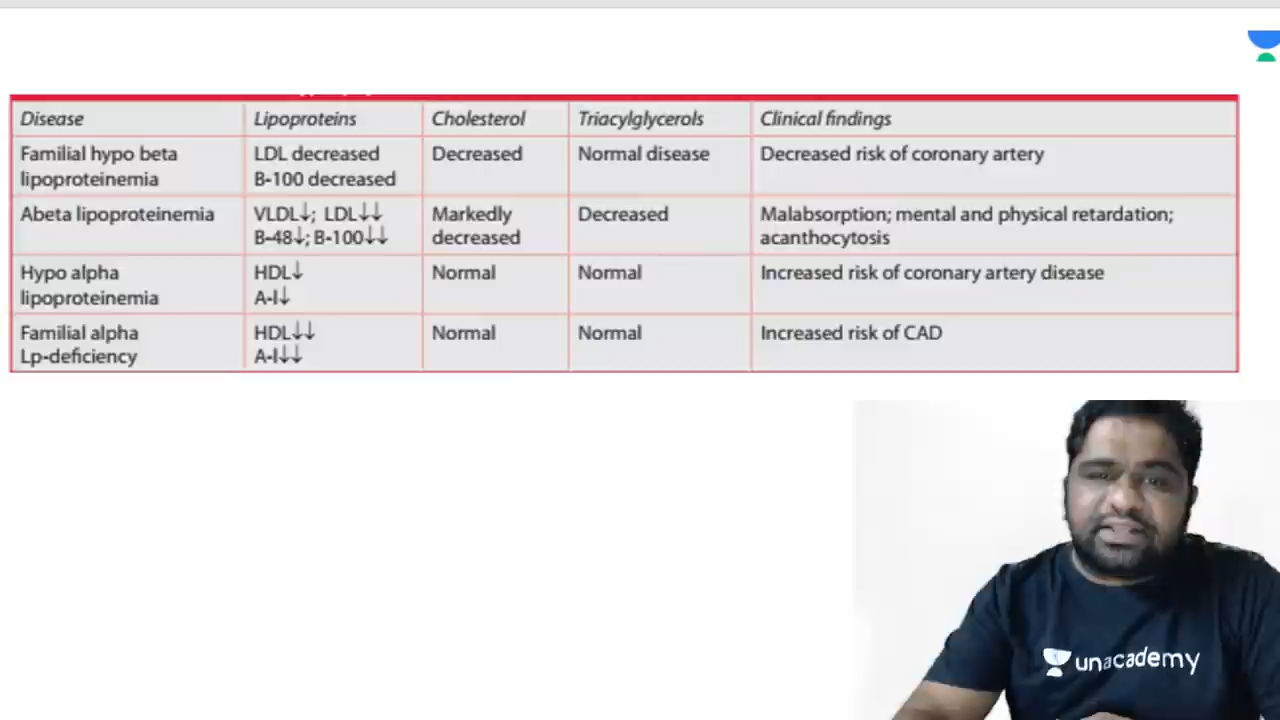 Disease Lipoproteins Cholesterol Triacylglycerols Clinical findings
Familial hypo beta LDL decreased Decreased Normal disease Decreased risk of coronary artery
lipoproteinemia B-100 decreased
Abeta lipoproteinemia VLDL↓; LDL↓↓ Markedly Decreased Malabsorption; mental and physical retardation;
B-48↓; B-100↓↓ decreased acanthocytosis
Hypo alpha HDL↓ Normal Normal Increased risk of coronary artery disease
lipoproteinemia A-I↓
Familial alpha HDL↓↓ Normal Normal Increased risk of CAD
Lp-deficiency A-I↓↓
unacademy